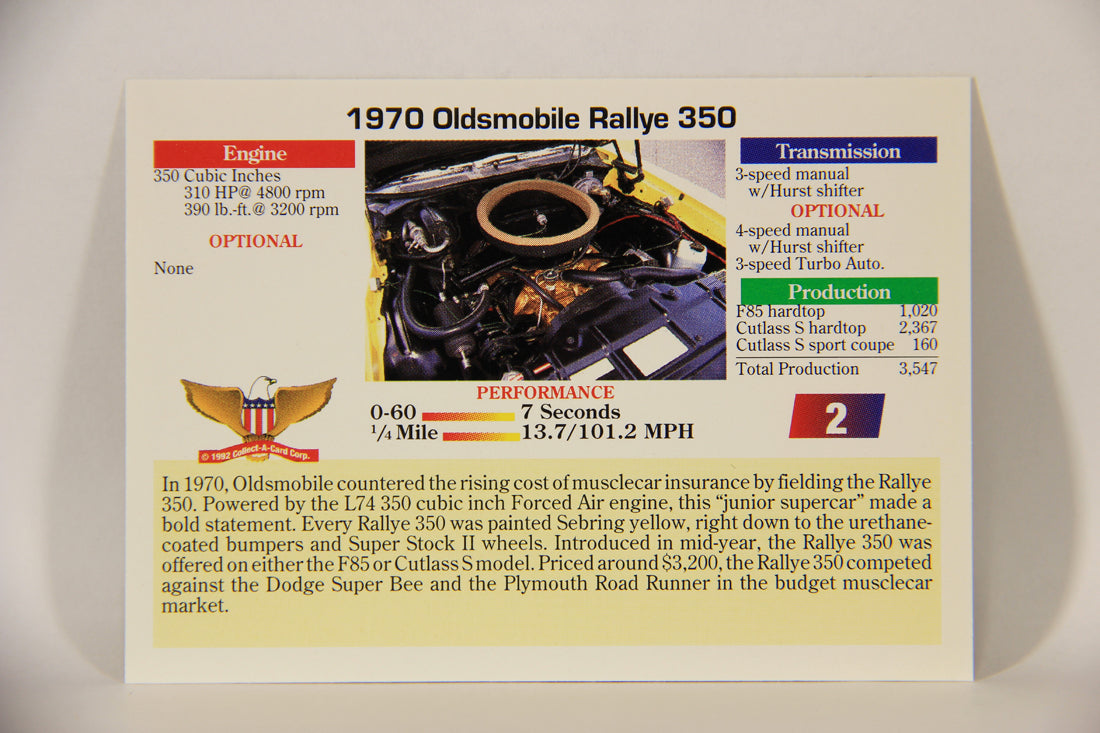 1970 Oldsmobile Rallye 350
Engine
350 Cubic Inches
310 HP@ 4800 rpm
390 lb.-ft.@ 3200 rpm
OPTIONAL
None
Transmission
3-speed manual
w/Hurst shifter
OPTIONAL
4-speed manual
w/Hurst shifter
3-speed Turbo Auto.
Production
F85 hardtop 1,020
Cutlass S hardtop 2,367
Cutlass S sport coupe 160
Total Production 3,547
PERFORMANCE
0-60 7 Seconds
1/4 Mile 13.7/101.2 MPH
2
© 1992 Collect-A-Card Corp.
In 1970, Oldsmobile countered the rising cost of musclecar insurance by fielding the Rallye
350. Powered by the L74 350 cubic inch Forced Air engine, this “junior supercar” made a
bold statement. Every Rallye 350 was painted Sebring yellow, right down to the urethane-
coated bumpers and Super Stock II wheels. Introduced in mid-year, the Rallye 350 was
offered on either the F85 or Cutlass S model. Priced around $3,200, the Rallye 350 competed
against the Dodge Super Bee and the Plymouth Road Runner in the budget musclecar
market.